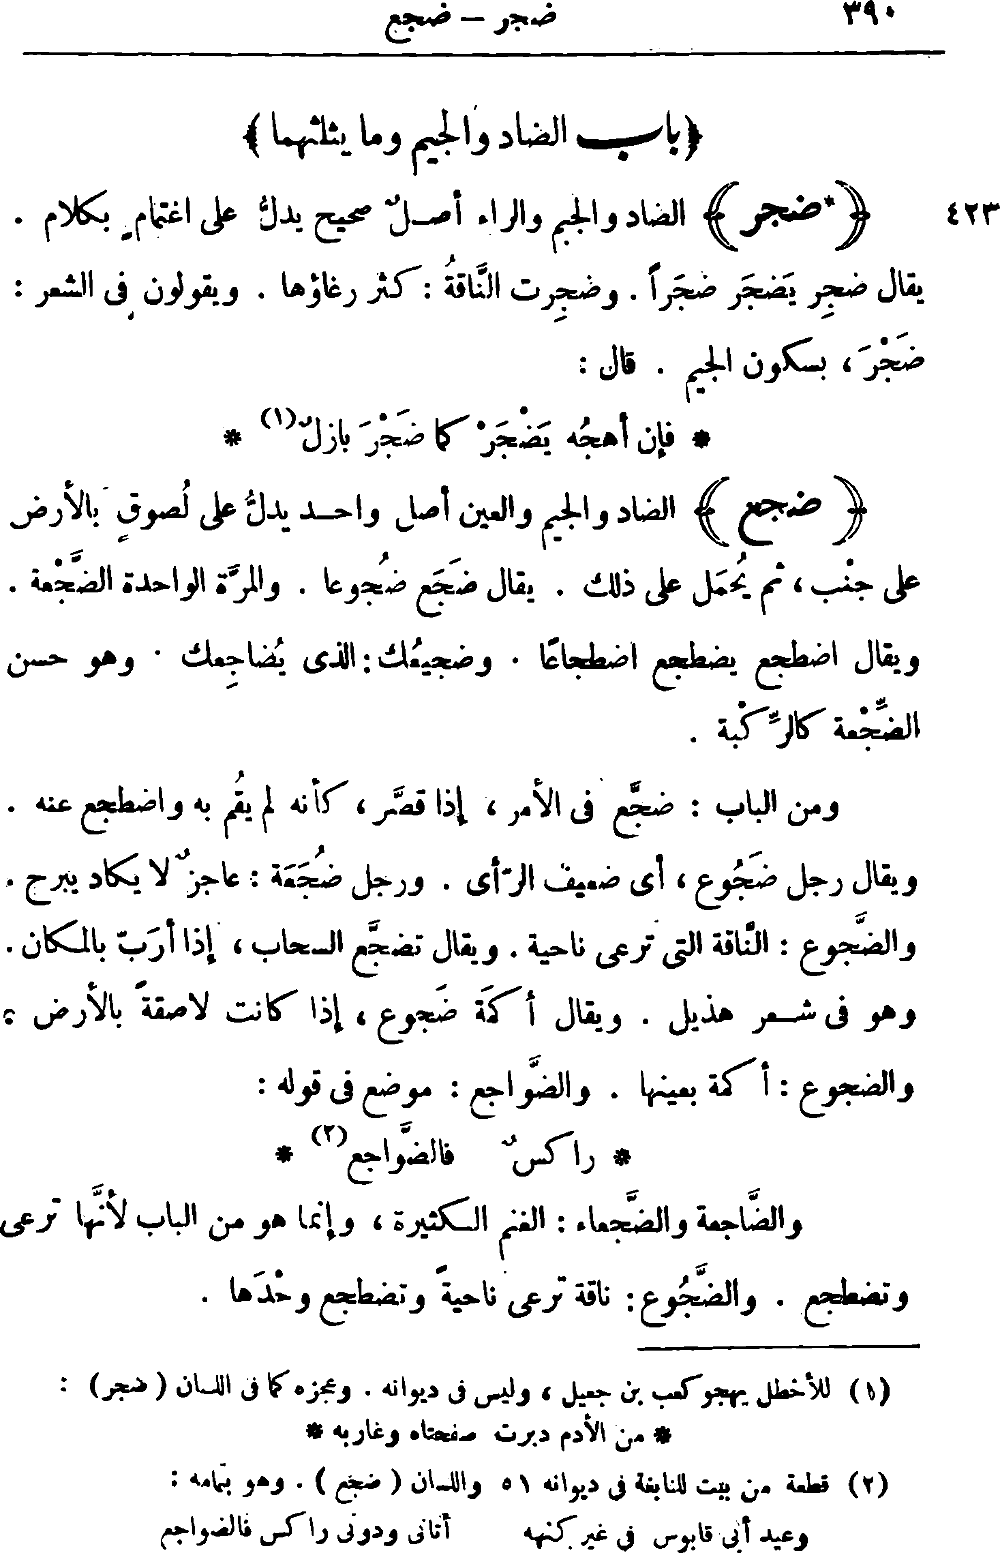 ٣٩٠ ضجر — ضجع
﴿باب الضاد والجيم وما يثلثهما﴾
٤٢٣ ﴿*ضجر﴾ الضاد والجيم والراء أصلٌ صحيح يدلُّ على اغتمامٍ بكلام .
يقال ضجِر يَضجَر ضجَراً . وضجِرت النَّاقةُ : كثر رغاؤها . ويقولون فى الشعر :
ضَجْرَ ، بسكون الجيم . قال :
* فإن أهجُه يَضْجَرْ كما ضَجْرَ بازلٌ(١) *
﴿ضجع﴾ الضاد والجيم والعين أصل واحد يدلُّ على لُصوقٍ بالأرض
على جنْب ، ثم يُحمَل على ذلك . يقال ضَجَع ضُجوعا . والمرَّة الواحدة الضَّجْعة .
ويقال اضطجع يضطجع اضطجاعًا . وضجيعُك : الذى يُضاجِعك . وهو حسن
الضِّجْعة كالرِّكْبة .
ومن الباب : ضجَّع فى الأمر ، إذا قصَّر ، كأنه لم يقُم به واضطجع عنه .
ويقال رجل ضَجُوع ، أى ضعيف الرّأى . ورجل ضُجَعَة : عاجزٌ لا يكاد يبرح .
والضَّجوع : النَّاقة التى ترعى ناحية . ويقال تضجَّع السحاب ، إذا أرَبّ بالمكان .
وهو فى شعر هذيل . ويقال أكمَة ضَجوع ، إذا كانت لاصقةً بالأرض ؛
والضجوع : أكمة بعينها . والضَّواجع : موضع فى قوله :
* راكسٌ فالضَّواجع(٢) *
والضَّاجعة والضَّجعاء : الغنم الكثيرة ، وإنما هو من الباب لأنَّها ترعى
وتضطجع . والضَّجُوع : ناقة ترعى ناحيةً وتضطجع وحْدَها .
(١) للأخطل يهجو كعب بن جعيل ، وليس فى ديوانه . وعجزه كما فى اللسان (ضجر) :
* من الأدم دبرت صفحتاه وغاربه *
(٢) قطعة من بيت للنابغة فى ديوانه ٥١ واللسان (ضجع) . وهو بتمامه :
وعيد أبى قابوس فى غير كنهه أتانى ودونى راكس فالضواجع